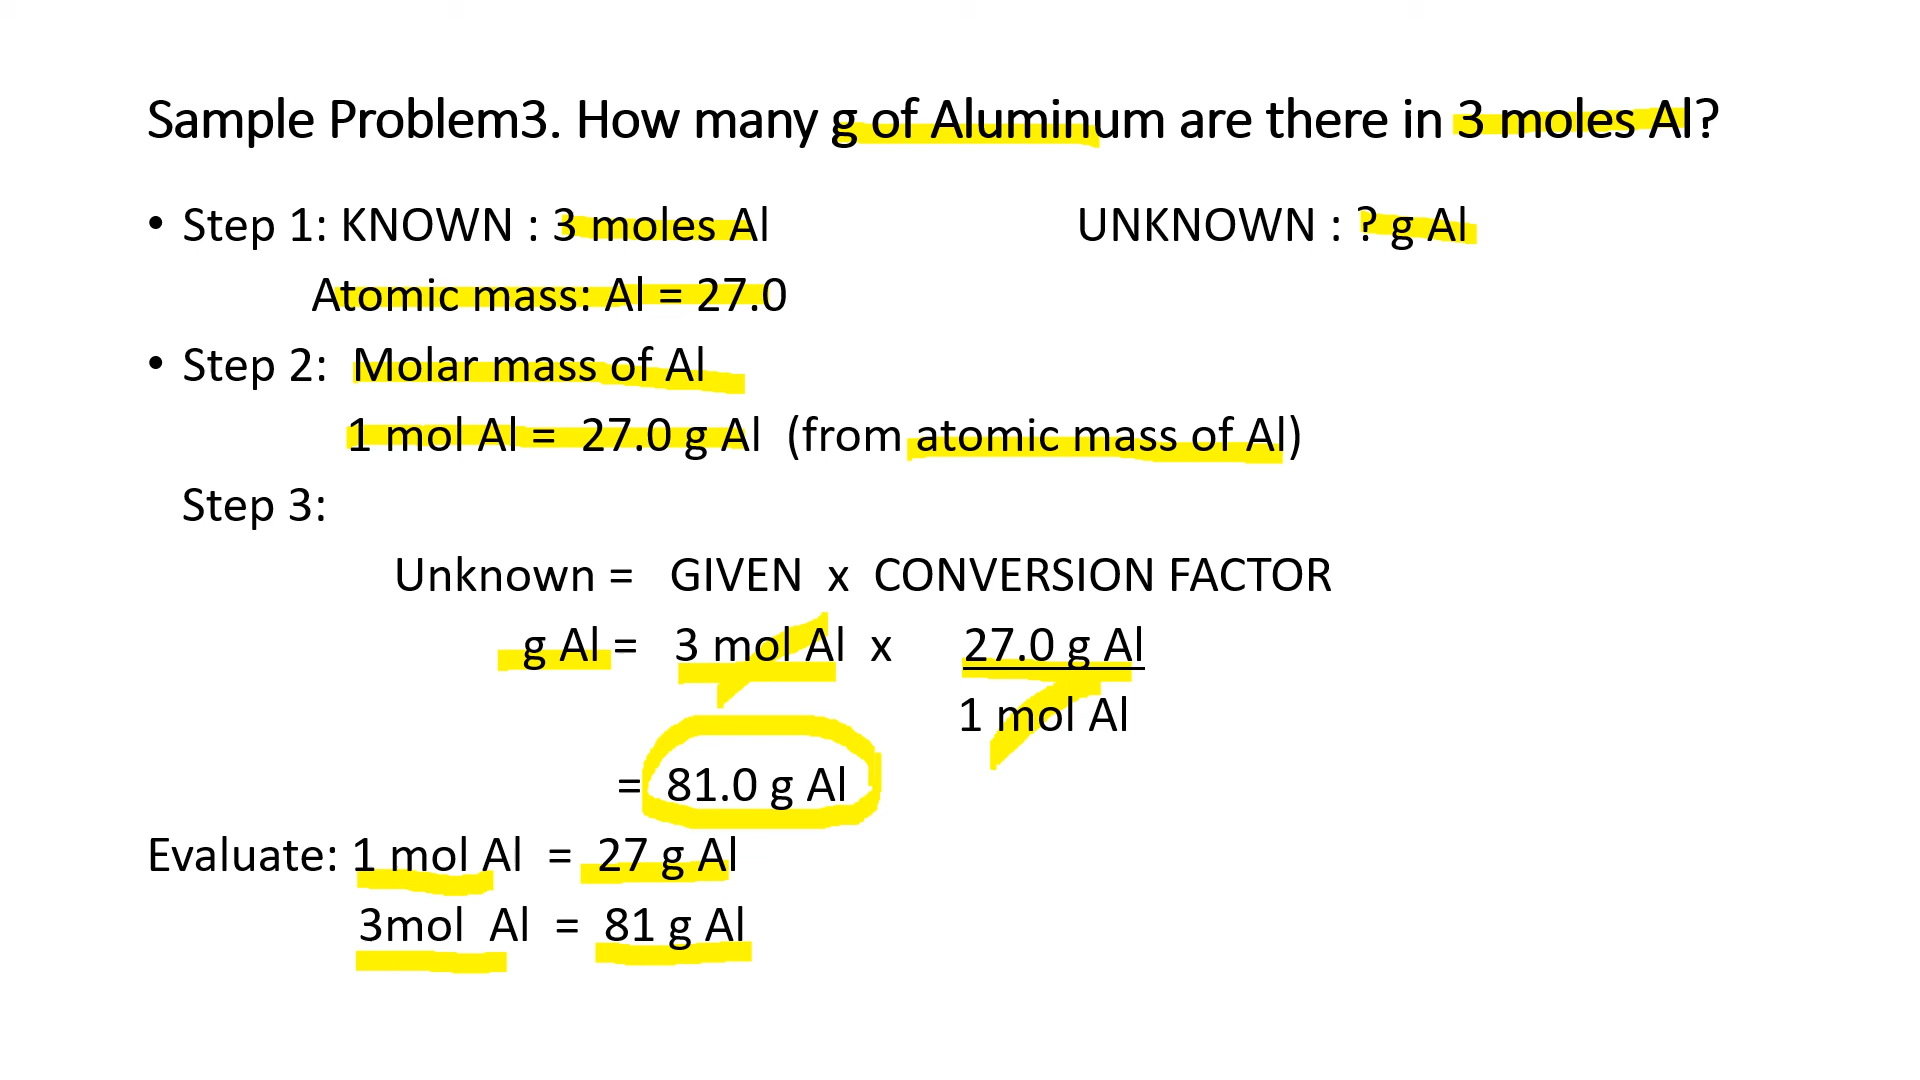 Sample Problem3. How many g of Aluminum are there in 3 moles Al?
• Step 1: KNOWN : 3 moles Al UNKNOWN : ? g Al
Atomic mass: Al = 27.0
• Step 2: Molar mass of Al
1 mol Al = 27.0 g Al (from atomic mass of Al)
Step 3:
Unknown = GIVEN x CONVERSION FACTOR
g Al = 3 mol Al x 27.0 g Al
1 mol Al
= 81.0 g Al
Evaluate: 1 mol Al = 27 g Al
3mol Al = 81 g Al